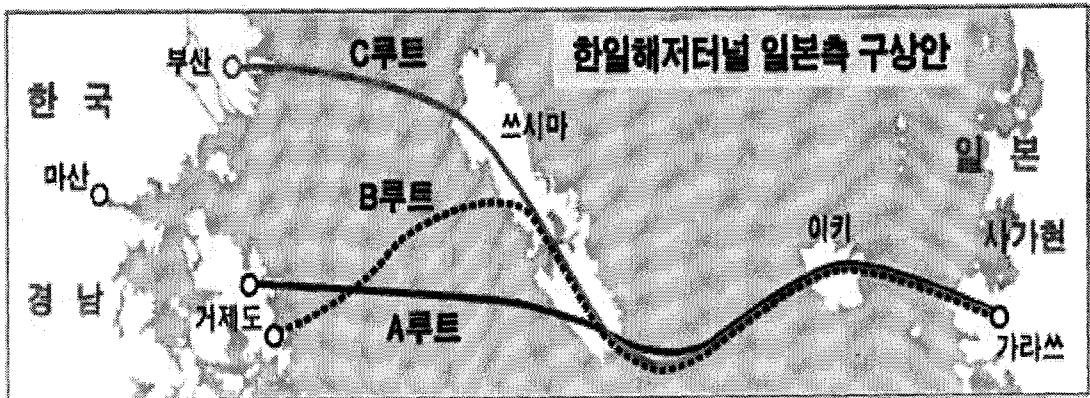 한일해저터널 일본측 구상안
부산
C루트
한 국
쓰시마
일 본
마산
B루트
이키
사가현
경 남
거제도
A루트
가라쓰